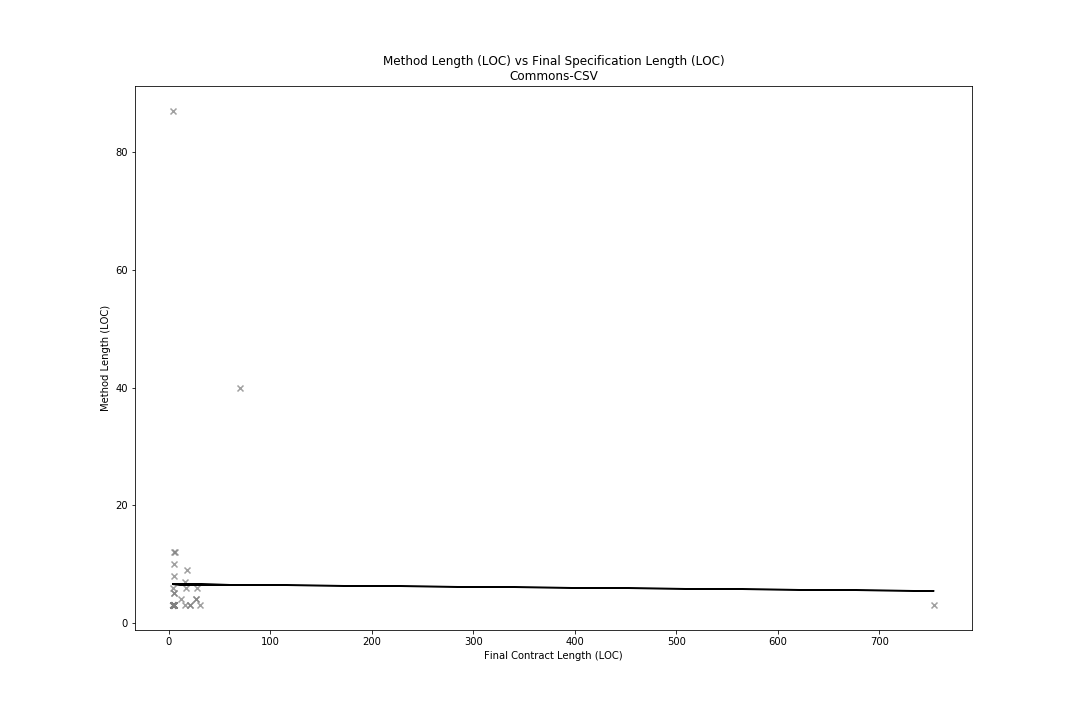 Method Length (LOC) vs Final Specification Length (LOC)
Commons-CSV
Method Length (LOC)
80
60
40
20
0
0 100 200 300 400 500 600 700
Final Contract Length (LOC)